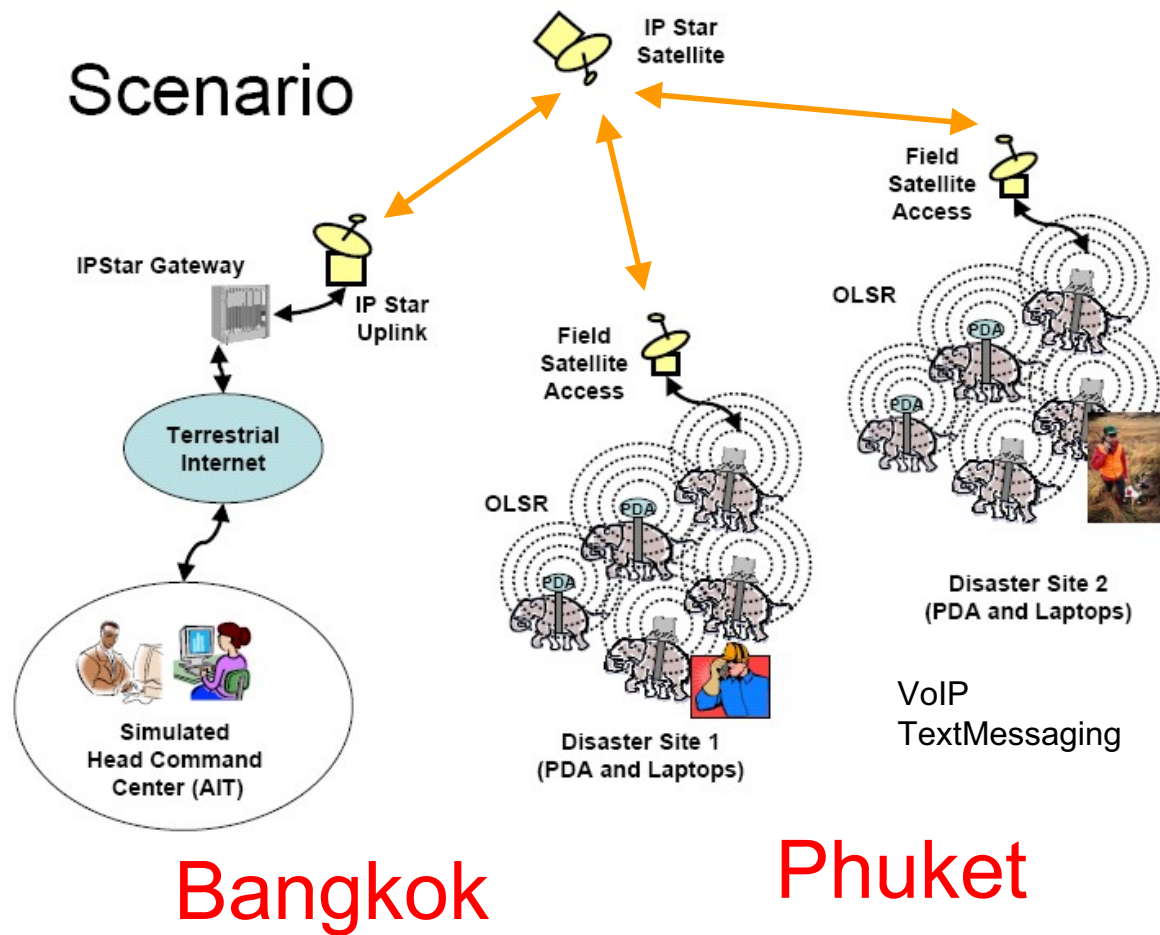 Scenario
IP Star
Satellite
IPStar Gateway
IP Star
Uplink
Terrestrial
Internet
Simulated
Head Command
Center (AIT)
Field
Satellite
Access
OLSR
PDA
PDA
Disaster Site 1
(PDA and Laptops)
Field
Satellite
Access
OLSR
PDA
PDA
Disaster Site 2
(PDA and Laptops)
VoIP
TextMessaging
Bangkok
Phuket